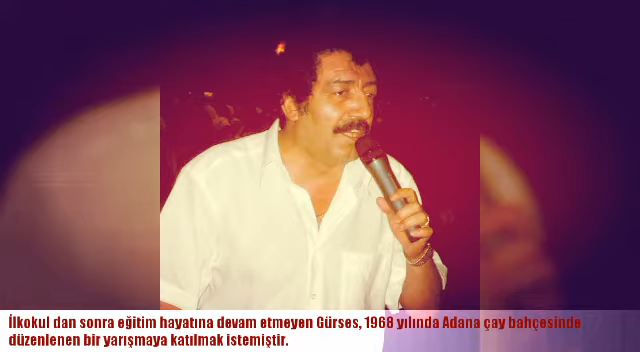 İlkokul dan sonra eğitim hayatına devam etmeyen Gürses, 1968 yılında Adana çay bahçesinde
düzenlenen bir yarışmaya katılmak istemiştir.